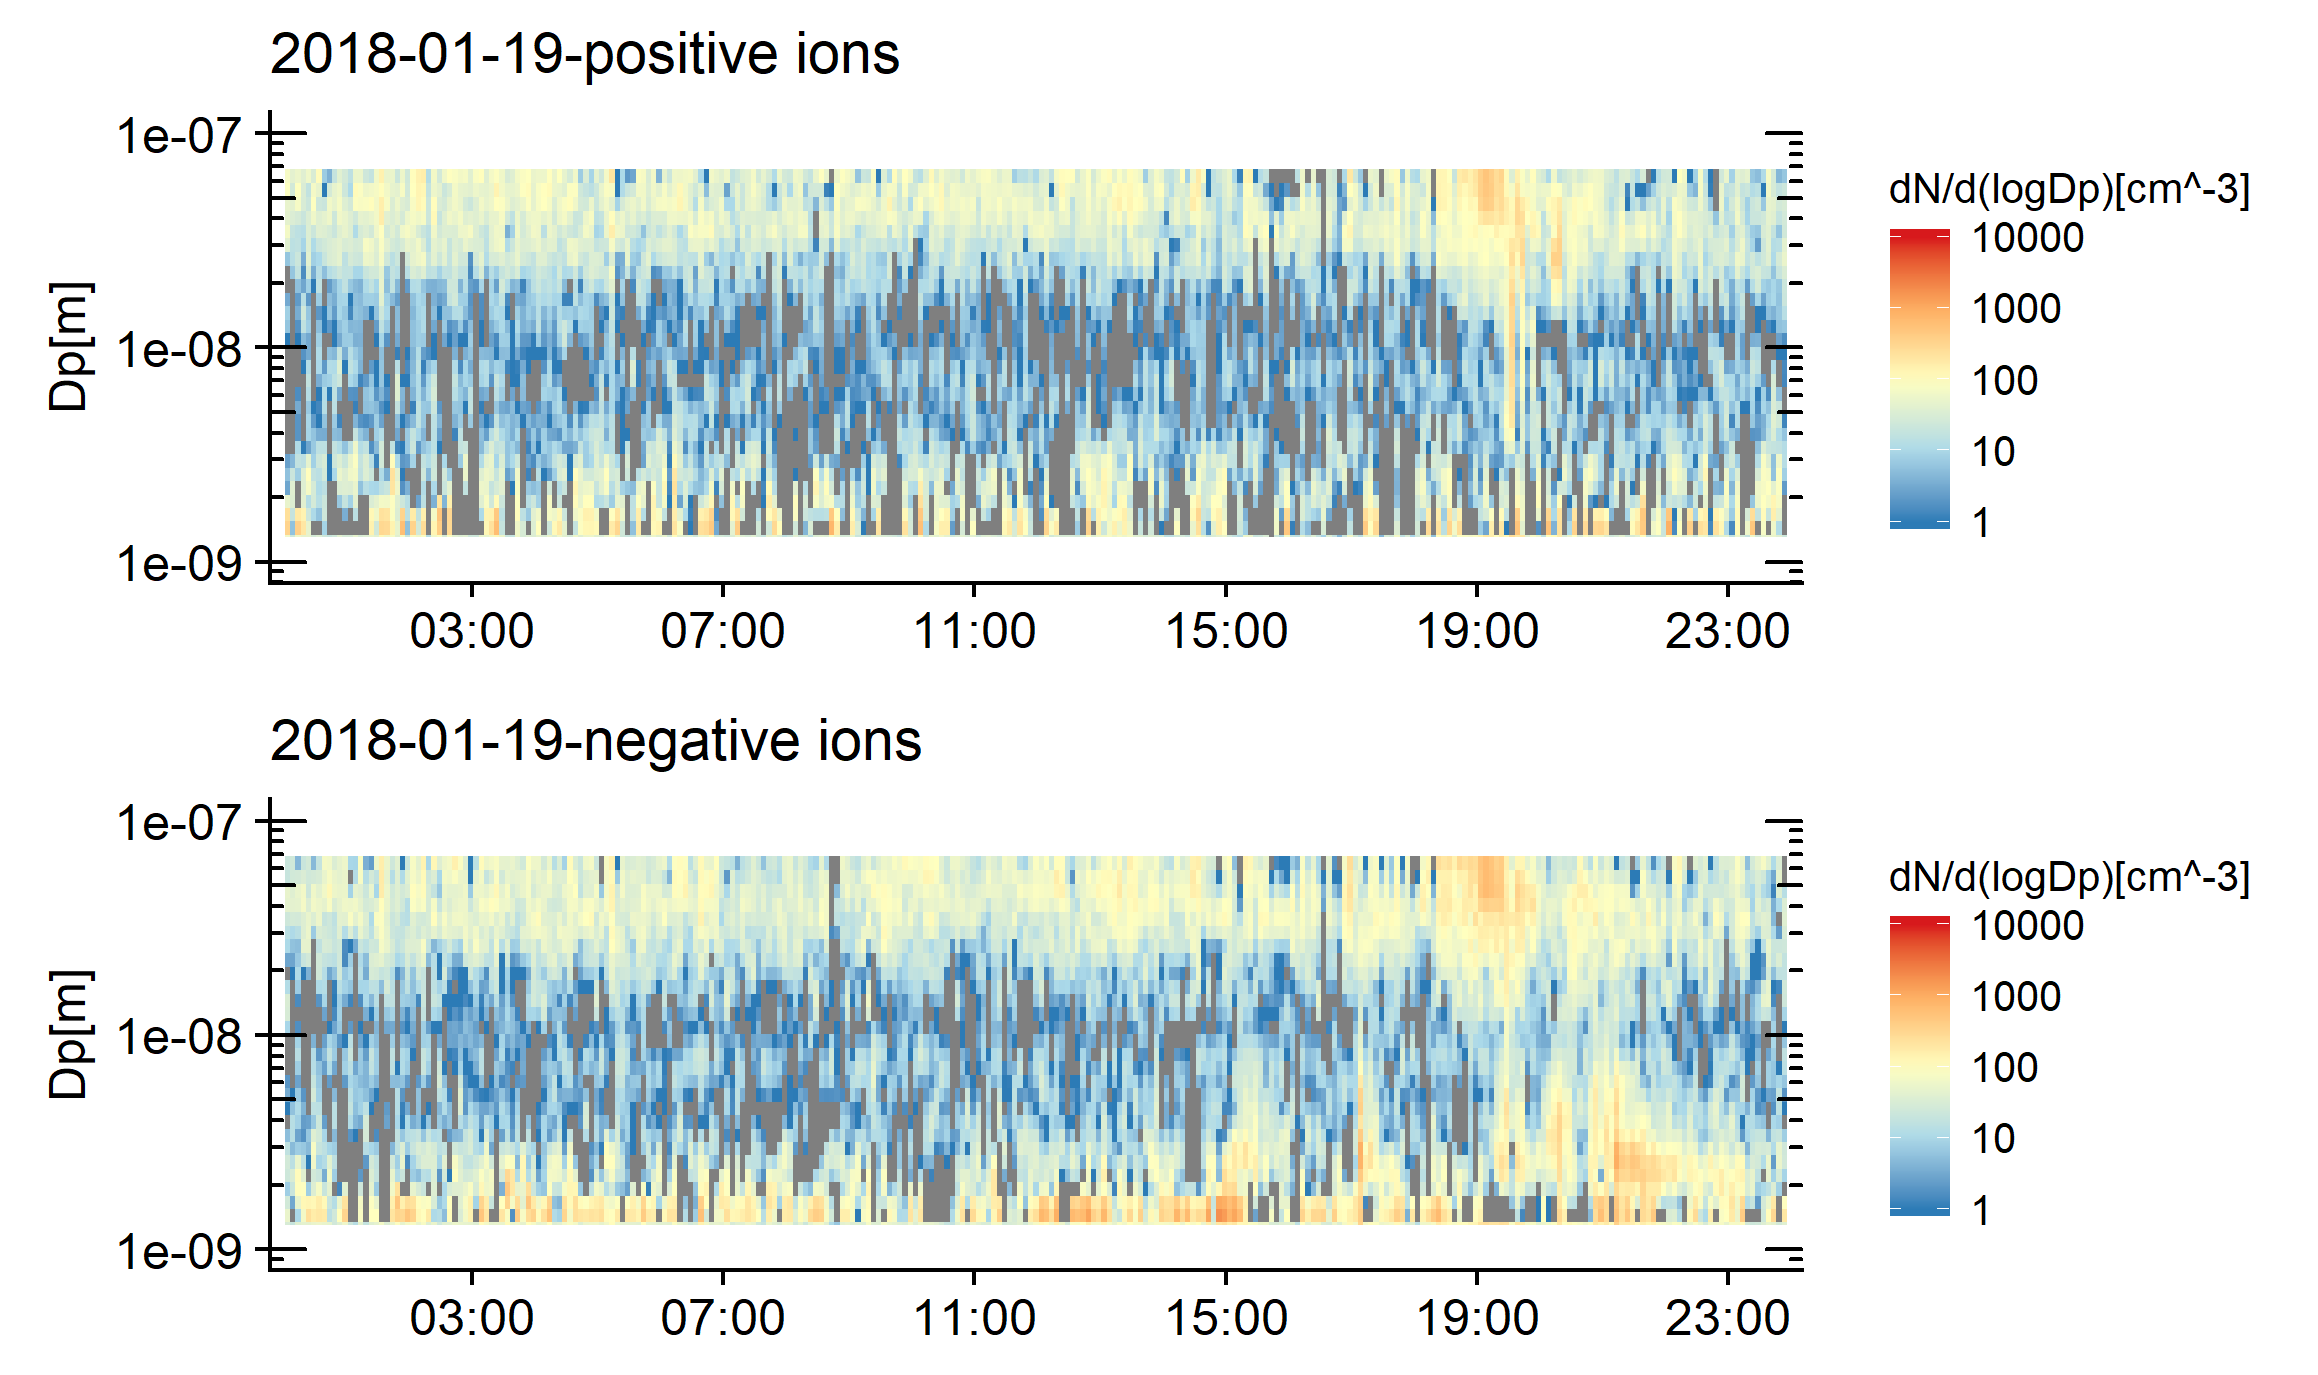 2018-01-19-positive ions
1e-07
1e-08
1e-09
Dp[m]
03:00 07:00 11:00 15:00 19:00 23:00
dN/d(logDp)[cm^-3]
10000
1000
100
10
1
2018-01-19-negative ions
1e-07
1e-08
1e-09
Dp[m]
03:00 07:00 11:00 15:00 19:00 23:00
dN/d(logDp)[cm^-3]
10000
1000
100
10
1